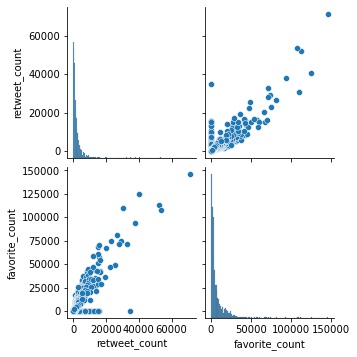 60000
40000
20000
0
retweet_count
150000
125000
100000
75000
50000
25000
0
favorite_count
0 20000 40000 60000
retweet_count
0 50000 100000 150000
favorite_count